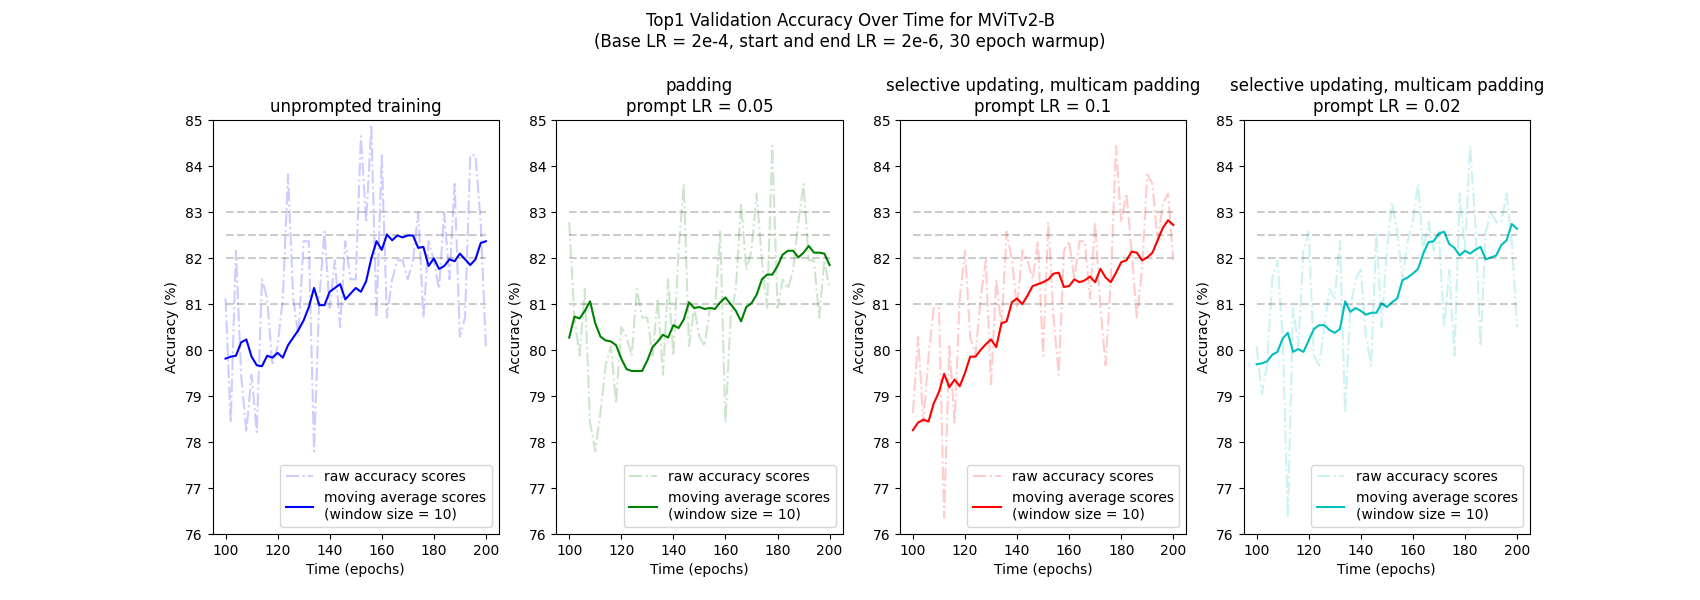 Top1 Validation Accuracy Over Time for MViTv2-B
(Base LR = 2e-4, start and end LR = 2e-6, 30 epoch warmup)
unprompted training
85
84
83
82
81
80
79
78
77
76
Accuracy (%)
raw accuracy scores
moving average scores
(window size = 10)
100 120 140 160 180 200
Time (epochs)
padding
prompt LR = 0.05
85
84
83
82
81
80
79
78
77
76
Accuracy (%)
raw accuracy scores
moving average scores
(window size = 10)
100 120 140 160 180 200
Time (epochs)
selective updating, multicam padding
prompt LR = 0.1
85
84
83
82
81
80
79
78
77
76
Accuracy (%)
raw accuracy scores
moving average scores
(window size = 10)
100 120 140 160 180 200
Time (epochs)
selective updating, multicam padding
prompt LR = 0.02
85
84
83
82
81
80
79
78
77
76
Accuracy (%)
raw accuracy scores
moving average scores
(window size = 10)
100 120 140 160 180 200
Time (epochs)